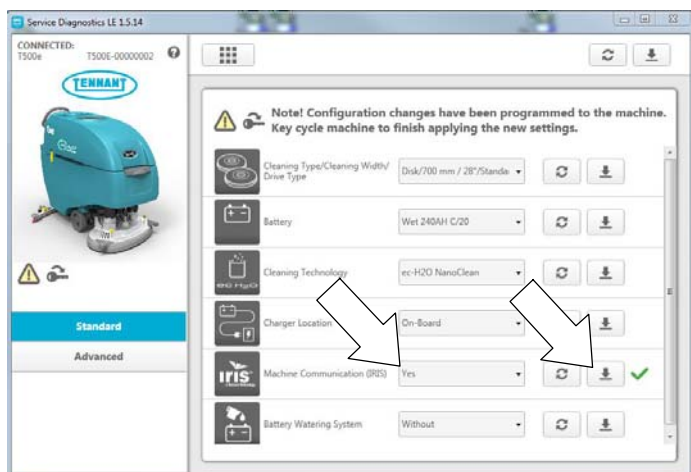 Service Diagnostics LE 1.5.14
CONNECTED:
T500e T500E-00000002
TENNANT
Note! Configuration changes have been programmed to the machine.
Key cycle machine to finish applying the new settings.
Cleaning Type/Cleaning Width/
Drive Type
Disk/700 mm / 28"/Standa
Battery
Wet 240AH C/20
ec H2O
Cleaning Technology
ec-H2O NanoClean
Charger Location
On-Board
Standard
Advanced
IRIS
Machine Communication (IRIS)
Yes
Battery Watering System
Without